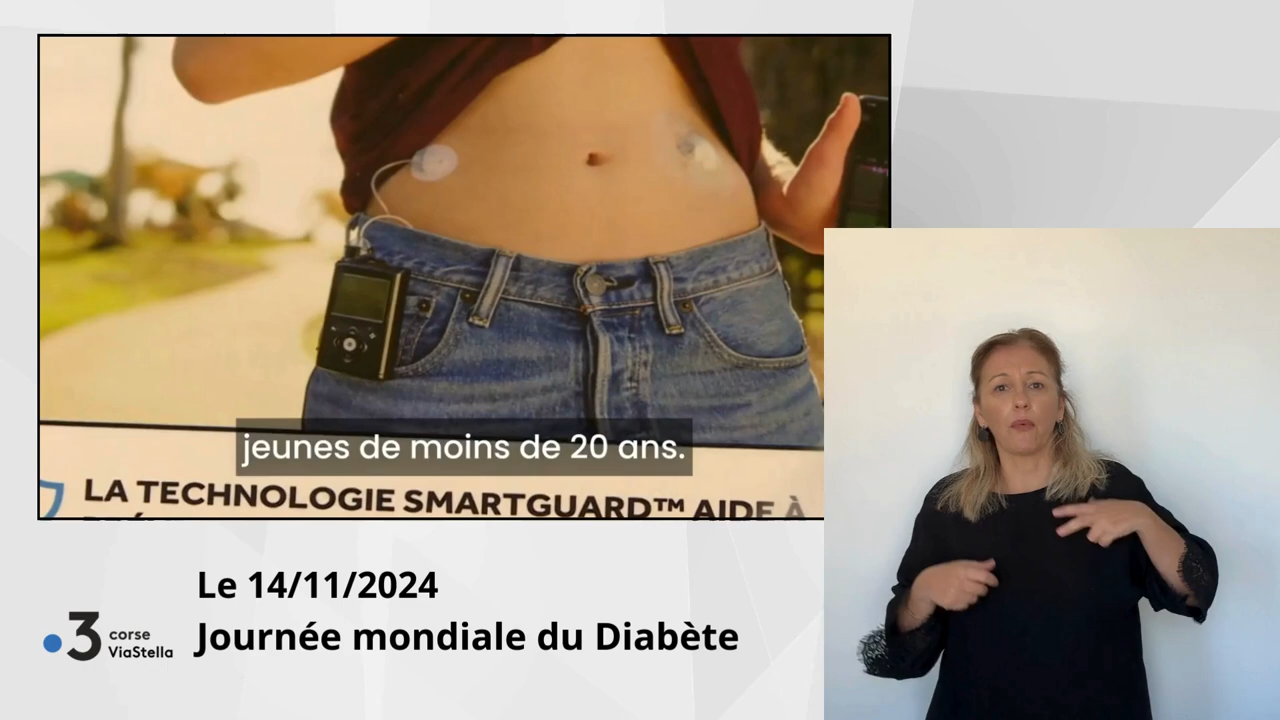 jeunes de moins de 20 ans.
LA TECHNOLOGIE SMARTGUARD™ AIDE À
Le 14/11/2024
3 corse
ViaStella
Journée mondiale du Diabète